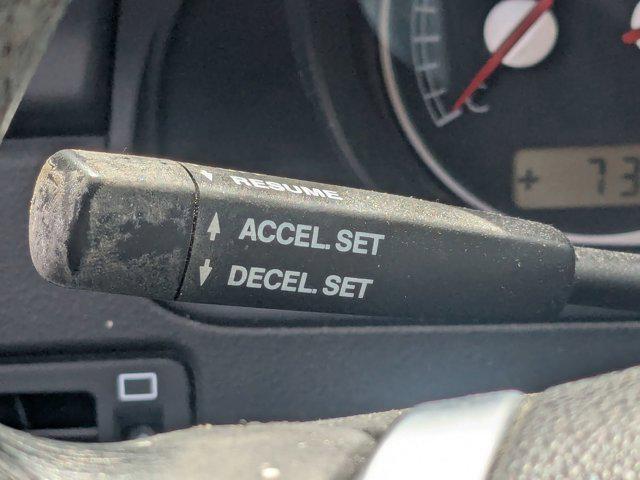 RESUME
ACCEL. SET
DECEL. SET
C
+ 73